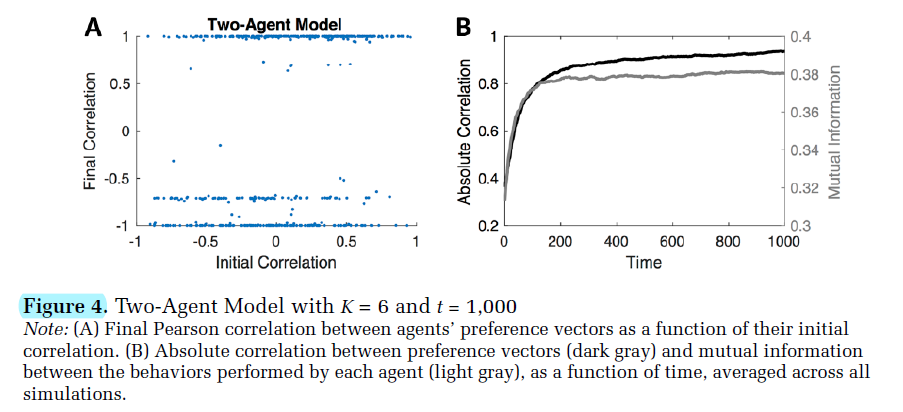 A
Two-Agent Model
1
0.5
0
-0.5
-1
Final Correlation
-1
-0.5
0
0.5
1
Initial Correlation
B
1
0.8
0.6
0.4
0.2
Absolute Correlation
0.4
0.38
0.36
0.34
0.32
0.3
Mutual Information
0
200
400
600
800
1000
Time
Figure 4. Two-Agent Model with K = 6 and t = 1,000
Note: (A) Final Pearson correlation between agents’ preference vectors as a function of their initial
correlation. (B) Absolute correlation between preference vectors (dark gray) and mutual information
between the behaviors performed by each agent (light gray), as a function of time, averaged across all
simulations.